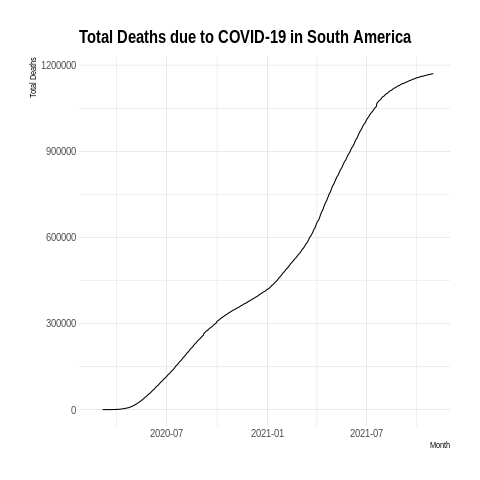 Total Deaths due to COVID-19 in South America
Total Deaths
1200000
900000
600000
300000
0
2020-07 2021-01 2021-07
Month